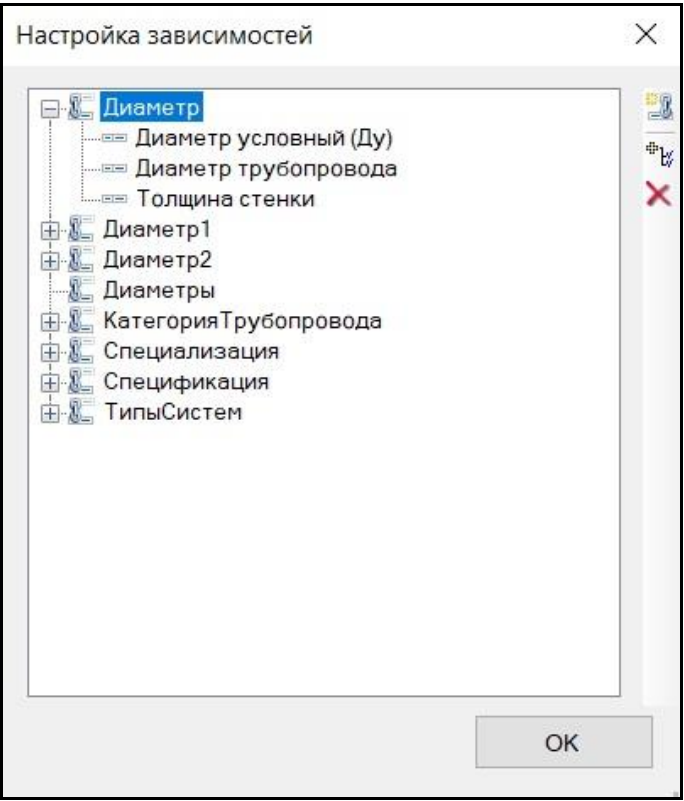 Настройка зависимостей
Диаметр
Диаметр условный (Ду)
Диаметр трубопровода
Толщина стенки
Диаметр1
Диаметр2
Диаметры
КатегорияТрубопровода
Специализация
Спецификация
ТипыСистем
OK